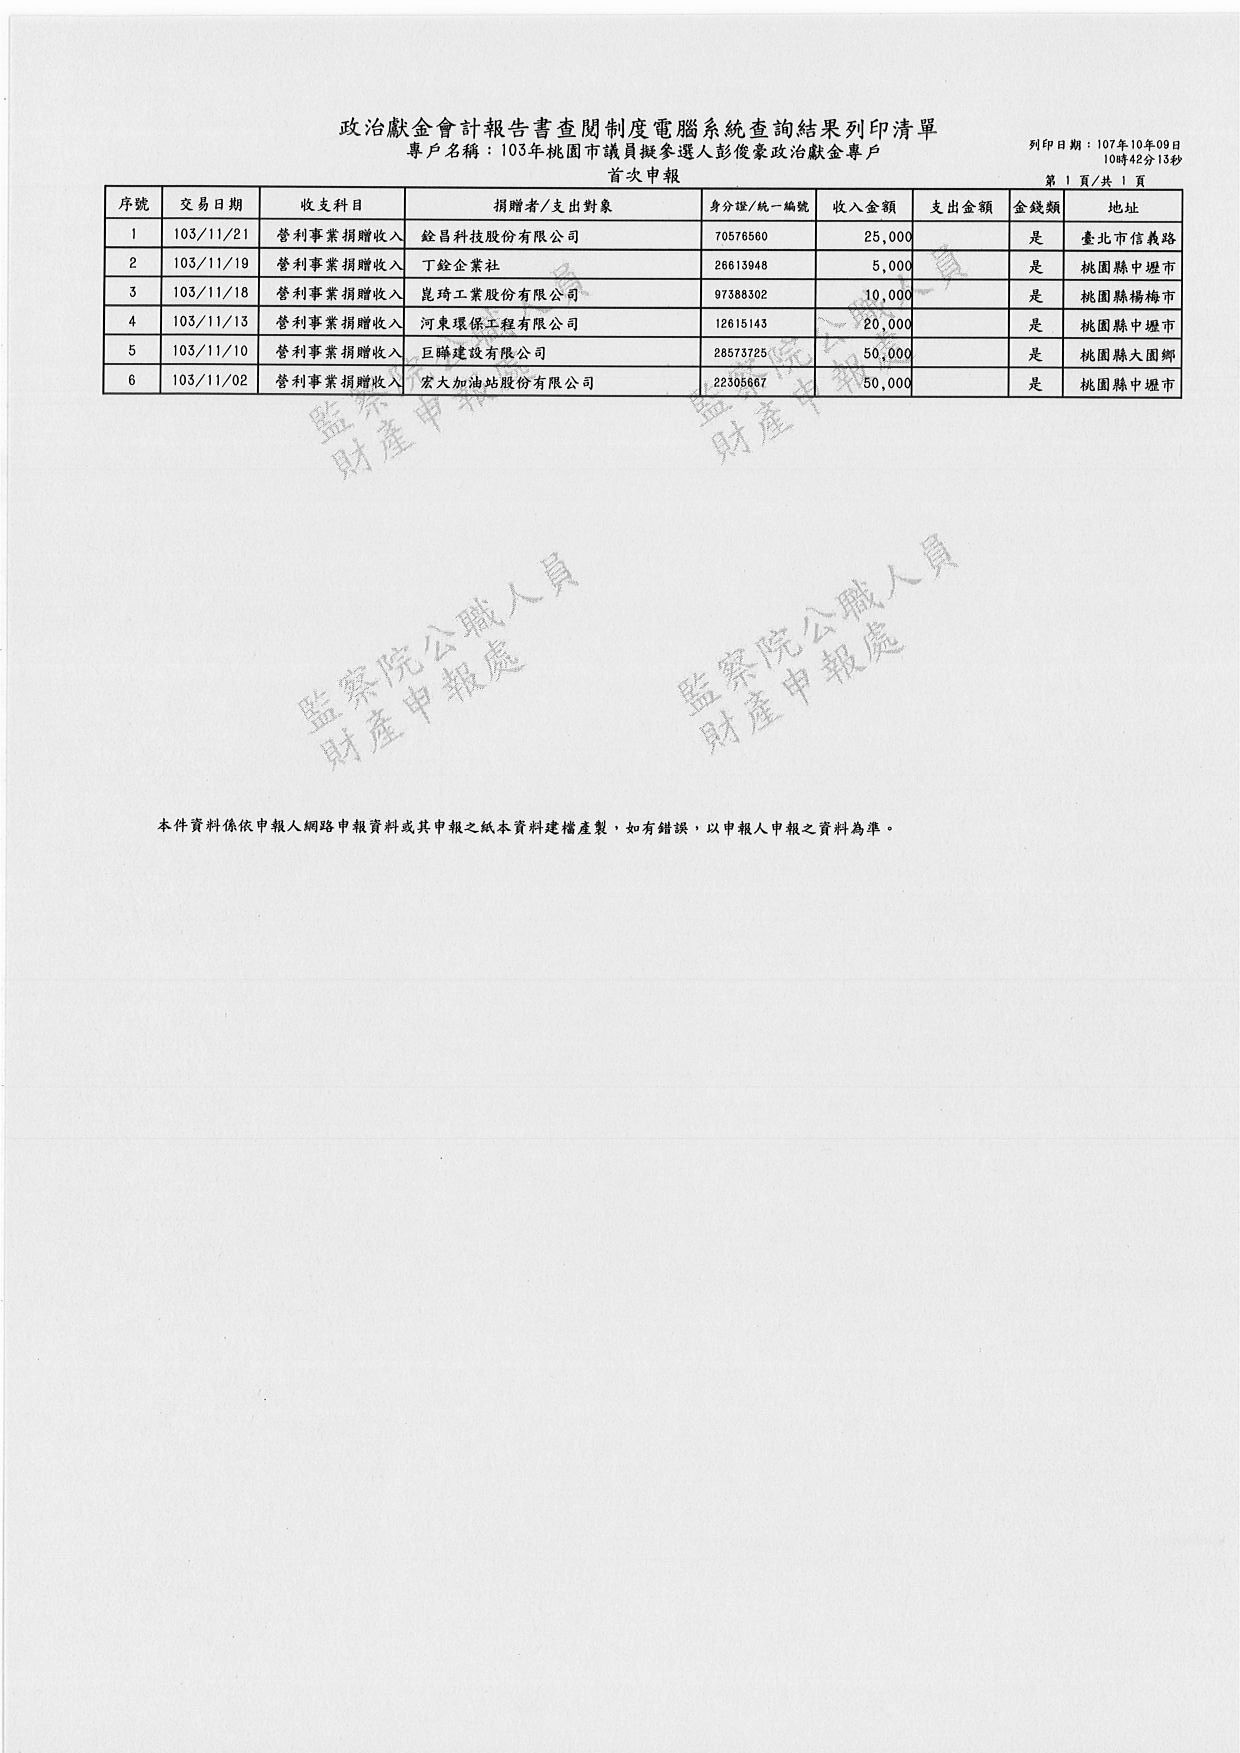 政治獻金會計報告書查閱制度電腦系統查詢結果列印清單
專戶名稱：103年桃園市議員擬參選人彭俊豪政治獻金專戶
列印日期：107年10年09日
10時42分13秒
首次申報
第 1 頁/共 1 頁
序號 交易日期 收支科目 捐贈者/支出對象 身分證/統一編號 收入金額 支出金額 金錢類 地址
1 103/11/21 營利事業捐贈收入 銓昌科技股份有限公司 70576560 25,000 是 臺北市信義路
2 103/11/19 營利事業捐贈收入 丁銓企業社 26613948 5,000 是 桃園縣中壢市
3 103/11/18 營利事業捐贈收入 崑琦工業股份有限公司 97388302 10,000 是 桃園縣楊梅市
4 103/11/13 營利事業捐贈收入 河東環保工程有限公司 12615143 20,000 是 桃園縣中壢市
5 103/11/10 營利事業捐贈收入 巨曄建設有限公司 28573725 50,000 是 桃園縣大園鄉
6 103/11/02 營利事業捐贈收入 宏大加油站股份有限公司 22305667 50,000 是 桃園縣中壢市
監察院公職人員
財產申報處
監察院公職人員
財產申報處
監察院公職人員
財產申報處
監察院公職人員
財產申報處
本件資料係依申報人網路申報資料或其申報之紙本資料建檔產製，如有錯誤，以申報人申報之資料為準。